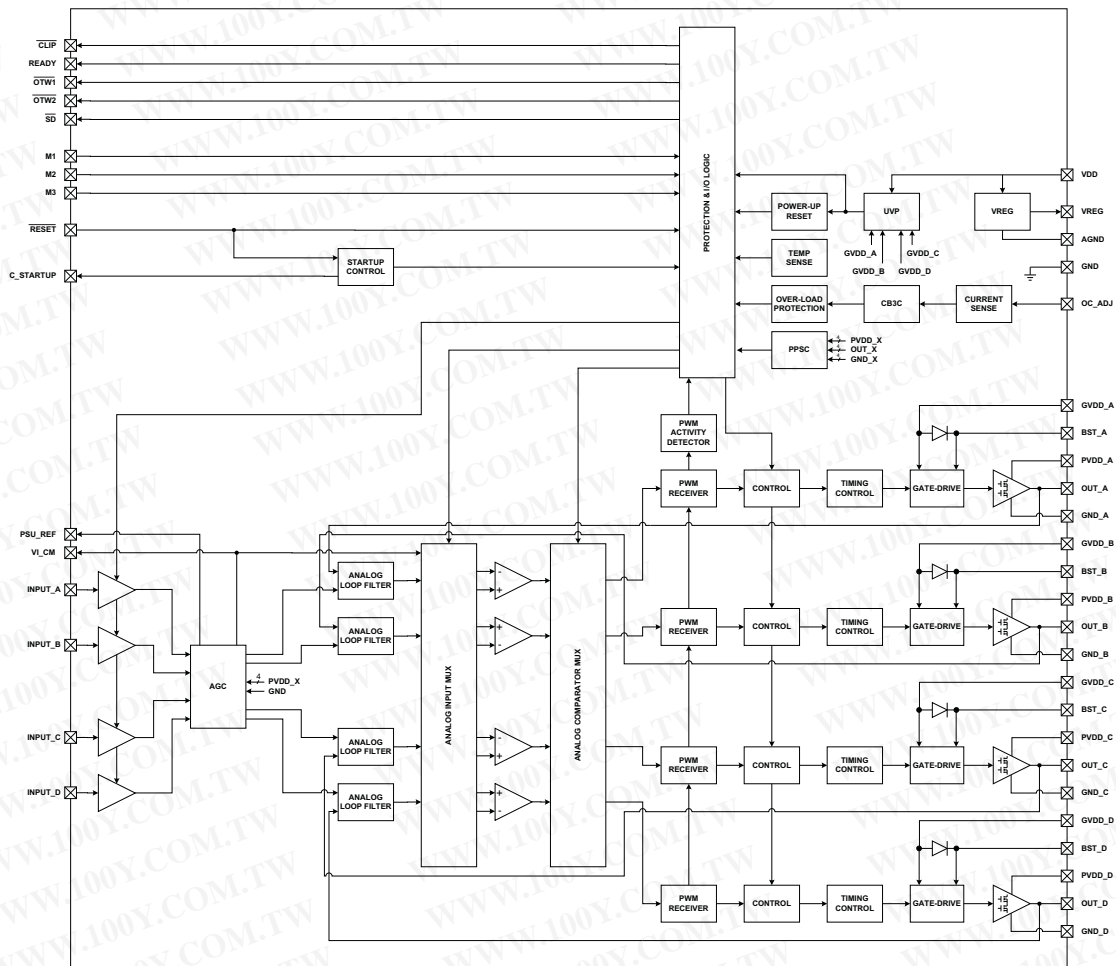 CLIP
READY
OTW1
OTW2
SD
M1
M2
M3
RESET
C_STARTUP
STARTUP
CONTROL
PROTECTION & I/O LOGIC
POWER-UP
RESET
UVP
VREG
GVDD_A
GVDD_B
GVDD_C
GVDD_D
TEMP
SENSE
OVER-LOAD
PROTECTION
CB3C
CURRENT
SENSE
PPSC
4
PVDD_X
4
OUT_X
4
GND_X
VDD
VREG
AGND
GND
OC_ADJ
PWM
ACTIVITY
DETECTOR
PWM
RECEIVER
CONTROL
TIMING
CONTROL
GATE-DRIVE
GVDD_A
BST_A
PVDD_A
OUT_A
GND_A
PSU_REF
VI_CM
INPUT_A
INPUT_B
INPUT_C
INPUT_D
AGC
4
PVDD_X
GND
ANALOG
LOOP FILTER
ANALOG
LOOP FILTER
ANALOG
LOOP FILTER
ANALOG
LOOP FILTER
ANALOG INPUT MUX
-
+
+
-
-
+
+
-
ANALOG COMPARATOR MUX
PWM
RECEIVER
CONTROL
TIMING
CONTROL
GATE-DRIVE
GVDD_B
BST_B
PVDD_B
OUT_B
GND_B
PWM
RECEIVER
CONTROL
TIMING
CONTROL
GATE-DRIVE
GVDD_C
BST_C
PVDD_C
OUT_C
GND_C
PWM
RECEIVER
CONTROL
TIMING
CONTROL
GATE-DRIVE
GVDD_D
BST_D
PVDD_D
OUT_D
GND_D
WWW.100Y.COM.TW